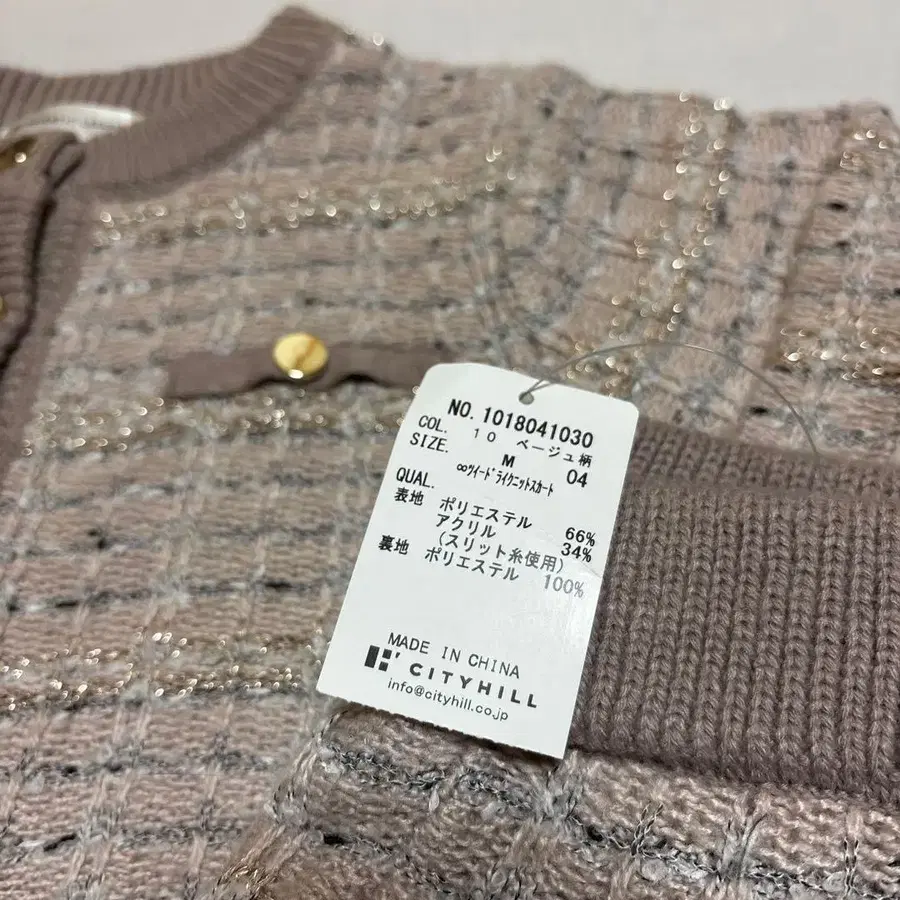 NO. 1018041030
COL. 10 ベージュ柄
SIZE. M 04
∞ツイードライクニットスカート
QUAL.
表地 ポリエステル 66%
アクリル 34%
(スリット糸使用)
裏地 ポリエステル 100%
MADE IN CHINA
CITYHILL
info@cityhill.co.jp